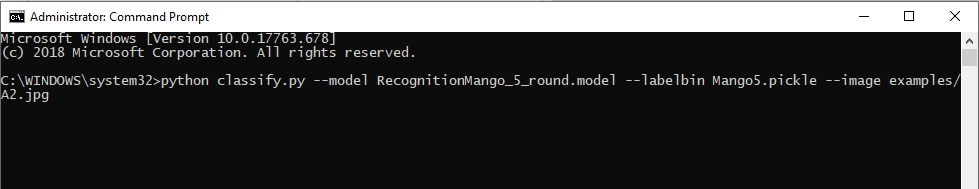 Administrator: Command Prompt
Microsoft Windows [Version 10.0.17763.678]
(c) 2018 Microsoft Corporation. All rights reserved.
C:\WINDOWS\system32>python classify.py --model RecognitionMango_5_round.model --labelbin Mango5.pickle --image examples/
A2.jpg